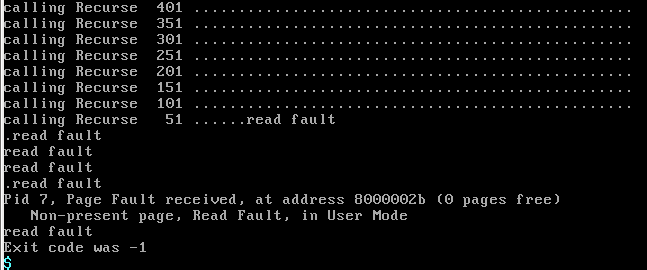 calling Recurse  401 ..................................................
calling Recurse  351 ..................................................
calling Recurse  301 ..................................................
calling Recurse  251 ..................................................
calling Recurse  201 ..................................................
calling Recurse  151 ..................................................
calling Recurse  101 ..................................................
calling Recurse   51 ......read fault
.read fault
read fault
read fault
.read fault
Pid 7, Page Fault received, at address 8000002b (0 pages free)
   Non-present page, Read Fault, in User Mode
read fault
Exit code was -1
$